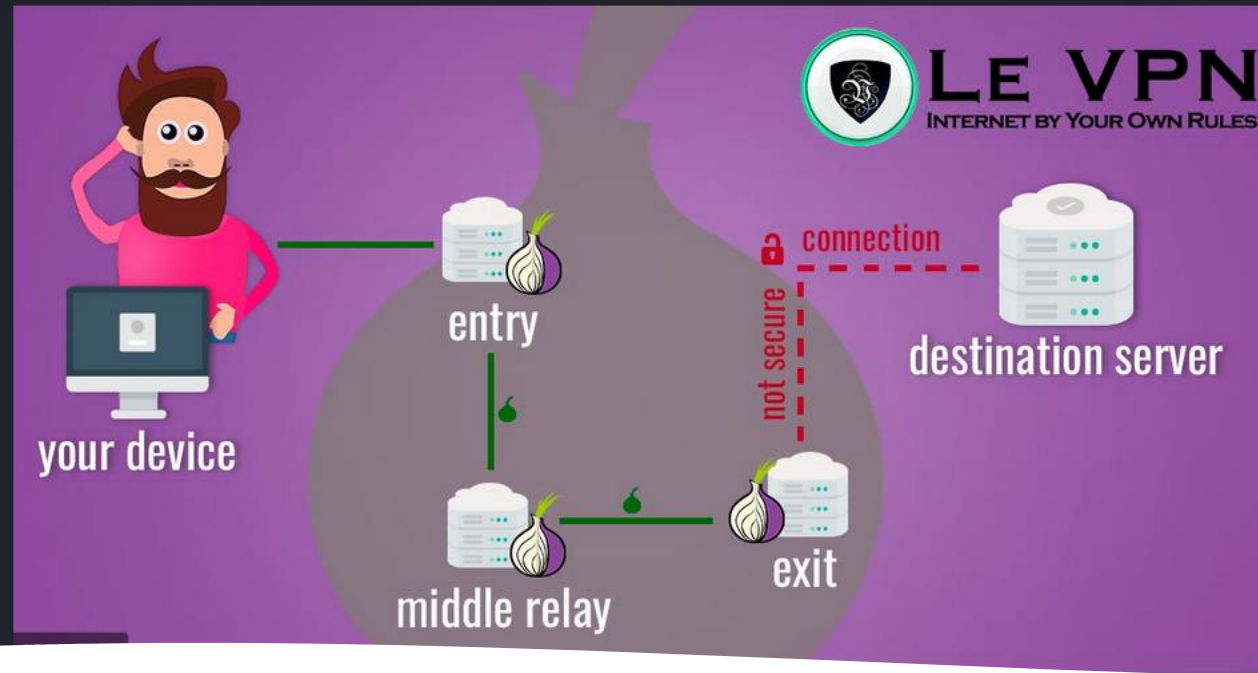 LE VPN
INTERNET BY YOUR OWN RULES
connection
not secure
entry
destination server
your device
exit
middle relay